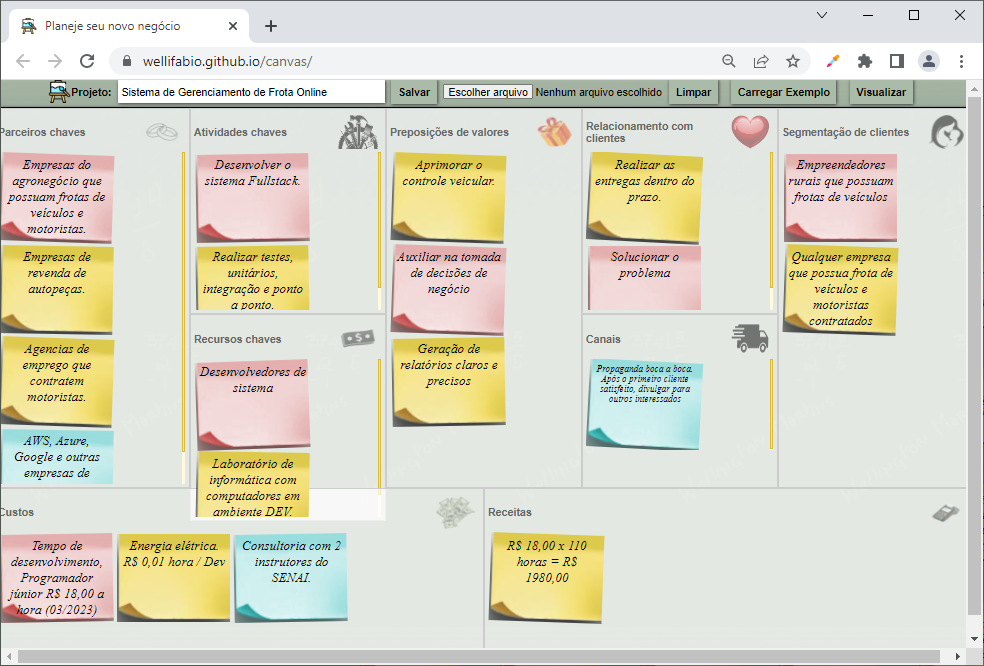 Planeje seu novo negócio
wellifabio.github.io/canvas/
Projeto:
Sistema de Gerenciamento de Frota Online
Salvar
Escolher arquivo Nenhum arquivo escolhido
Limpar
Carregar Exemplo
Visualizar
Parceiros chaves
Empresas do
agronegócio que
possuam frotas de
veículos e
motoristas.
Empresas de
revenda de
autopeças.
Agencias de
emprego que
contratem
motoristas.
AWS, Azure,
Google e outras
empresas de
Atividades chaves
Desenvolver o
sistema Fullstack.
Realizar testes,
unitários,
integração e ponto
a ponto.
Recursos chaves
Desenvolvedores de
sistema
Laboratório de
informática com
computadores em
ambiente DEV.
Preposições de valores
Aprimorar o
controle veicular.
Auxiliar na tomada
de decisões de
negócio
Geração de
relatórios claros e
precisos
Relacionamento com
clientes
Realizar as
entregas dentro do
prazo.
Solucionar o
problema
Canais
Propaganda boca a boca.
Após o primeiro cliente
satisfeito, divulgar para
outros interessados
Segmentação de clientes
Empreendedores
rurais que possuam
frotas de veículos
Qualquer empresa
que possua frota de
veículos e
motoristas
contratados
Custos
Tempo de
desenvolvimento,
Programador
júnior R$ 18,00 a
hora (03/2023)
Energia elétrica.
R$ 0,01 hora / Dev
Consultoria com 2
instrutores do
SENAI.
Receitas
R$ 18,00 x 110
horas = R$
1980,00